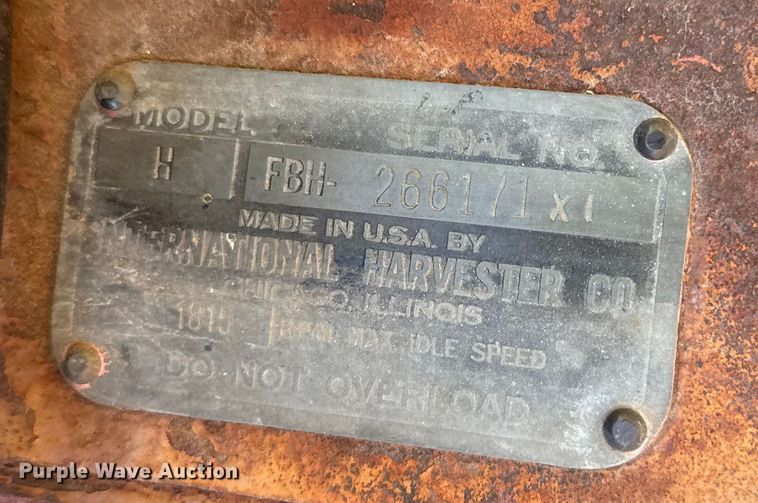 MODEL SERIAL NO.
H FBH- 266171 X1
MADE IN U.S.A. BY
INTERNATIONAL HARVESTER CO
CHICAGO, ILLINOIS
1815 R.P.M. MAX. IDLE SPEED
DO NOT OVERLOAD
Purple Wave Auction